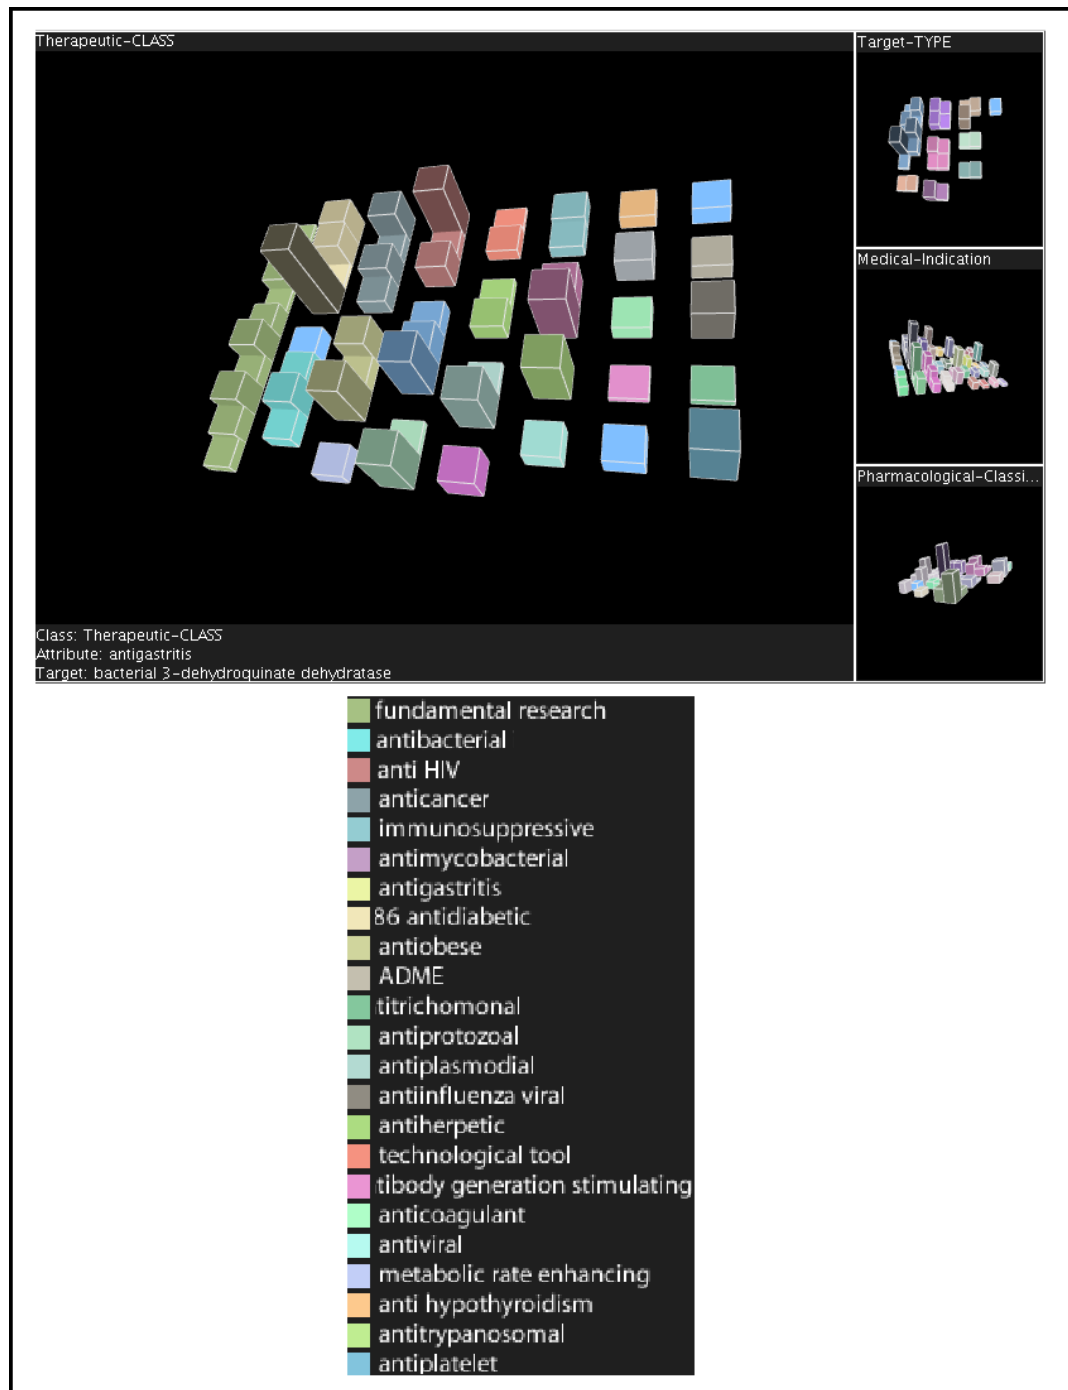 Therapeutic-CLASS
Target-TYPE
Medical-Indication
Pharmacological-Classi...
Class: Therapeutic-CLASS
Attribute: antigastritis
Target: bacterial 3-dehydroquinate dehydratase
fundamental research
antibacterial
anti HIV
anticancer
immunosuppressive
antimycobacterial
antigastritis
86 antidiabetic
antiobese
ADME
titrichomonal
antiprotozoal
antiplasmodial
antiinfluenza viral
antiherpetic
technological tool
tibody generation stimulating
anticoagulant
antiviral
metabolic rate enhancing
anti hypothyroidism
antitrypanosomal
antiplatelet